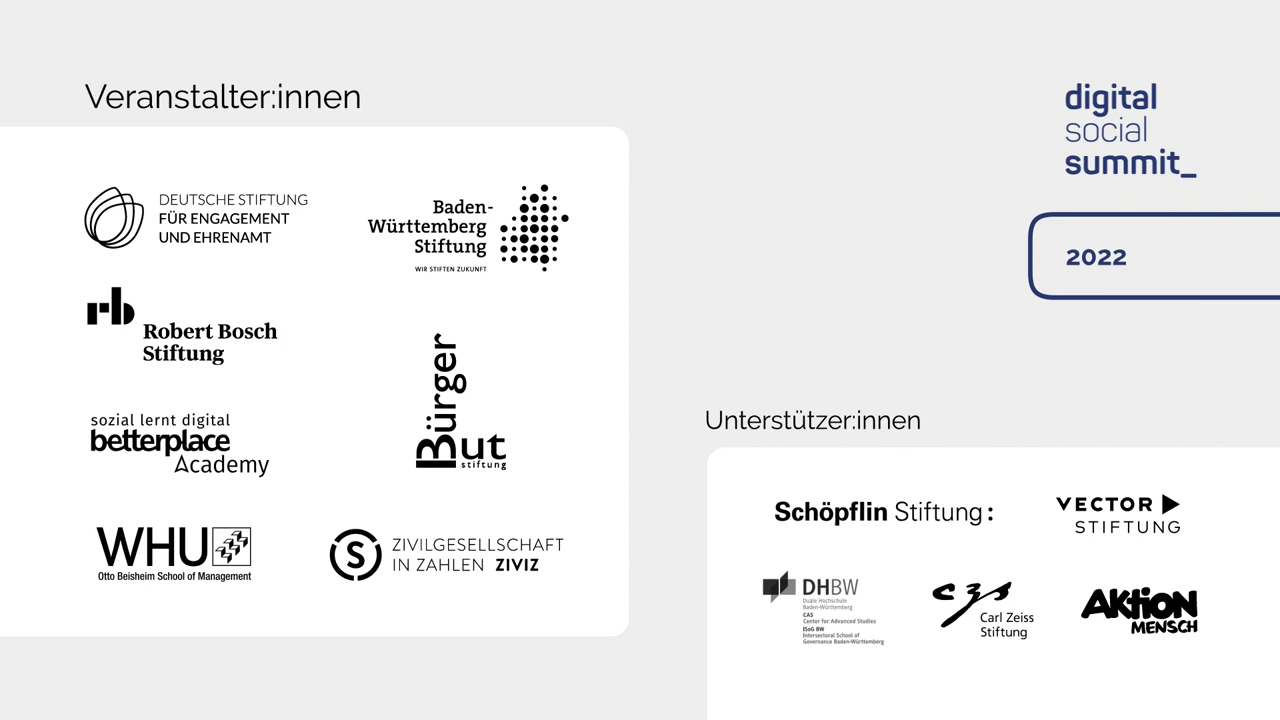 Veranstalter:innen
DEUTSCHE STIFTUNG
FÜR ENGAGEMENT
UND EHRENAMT
Baden-
Württemberg
Stiftung
WIR STIFTEN ZUKUNFT
rb
Robert Bosch
Stiftung
sozial lernt digital
betterplace
Academy
Bürger
But
stiftung
WHU
Otto Beisheim School of Management
S
ZIVILGESELLSCHAFT
IN ZAHLEN ZIVIZ
digital
social
summit_
2022
Unterstützer:innen
Schöpflin Stiftung:
VECTOR
STIFTUNG
DHBW
Duale Hochschule
Baden-Württemberg
CAS
Center for Advanced Studies
ISoG BW
Intersectoral School of
Governance Baden-Württemberg
czs
Carl Zeiss
Stiftung
AKtiON
MENSCH